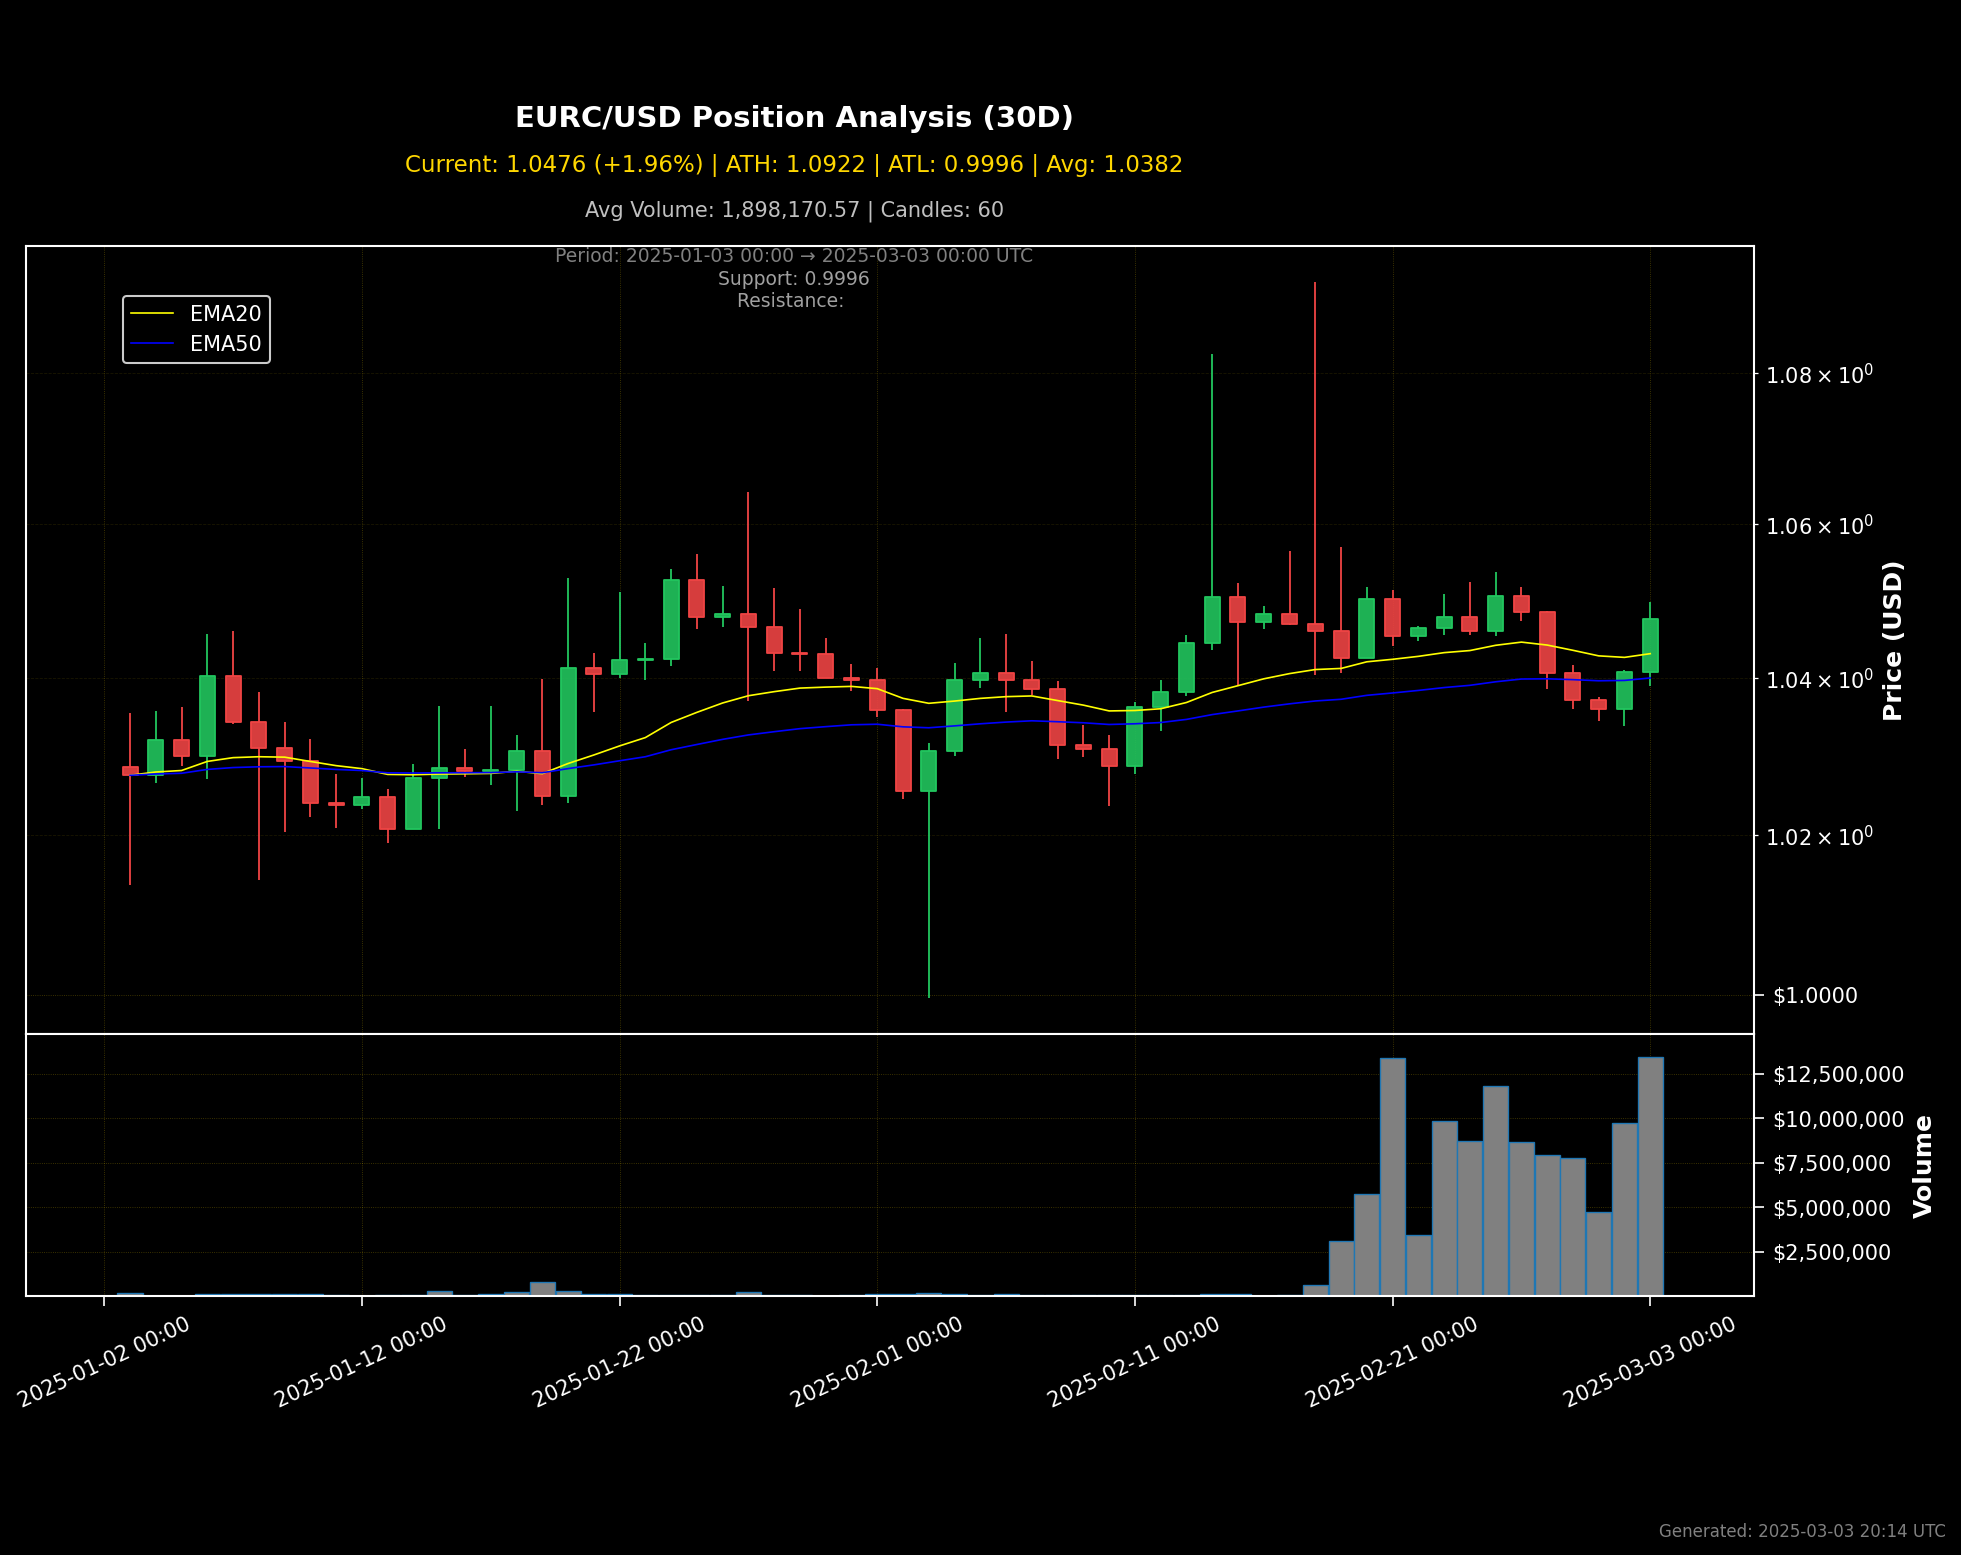 EURC/USD Position Analysis (30D)
Current: 1.0476 (+1.96%) | ATH: 1.0922 | ATL: 0.9996 | Avg: 1.0382
Avg Volume: 1,898,170.57 | Candles: 60
Period: 2025-01-03 00:00 → 2025-03-03 00:00 UTC
Support: 0.9996
Resistance:
EMA20
EMA50
1.08 × 10⁰
1.06 × 10⁰
1.04 × 10⁰
1.02 × 10⁰
$1.0000
Price (USD)
$12,500,000
$10,000,000
$7,500,000
$5,000,000
$2,500,000
Volume
2025-01-02 00:00
2025-01-12 00:00
2025-01-22 00:00
2025-02-01 00:00
2025-02-11 00:00
2025-02-21 00:00
2025-03-03 00:00
Generated: 2025-03-03 20:14 UTC